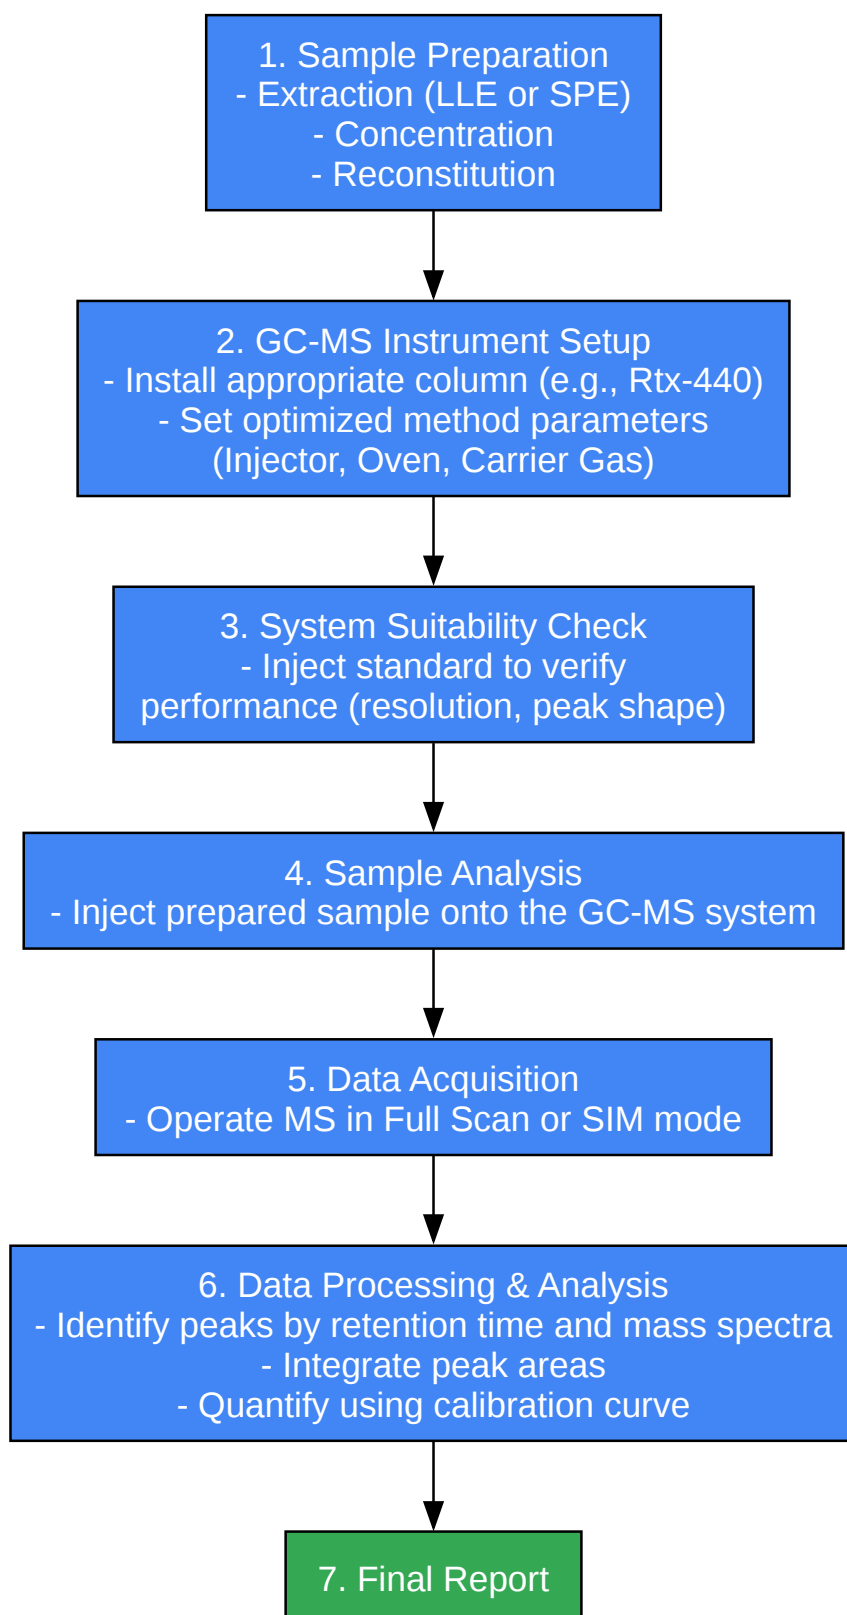 1. Sample Preparation
- Extraction (LLE or SPE)
- Concentration
- Reconstitution
2. GC-MS Instrument Setup
- Install appropriate column (e.g., Rtx-440)
- Set optimized method parameters
(Injector, Oven, Carrier Gas)
3. System Suitability Check
- Inject standard to verify
performance (resolution, peak shape)
4. Sample Analysis
- Inject prepared sample onto the GC-MS system
5. Data Acquisition
- Operate MS in Full Scan or SIM mode
6. Data Processing & Analysis
- Identify peaks by retention time and mass spectra
- Integrate peak areas
- Quantify using calibration curve
7. Final Report